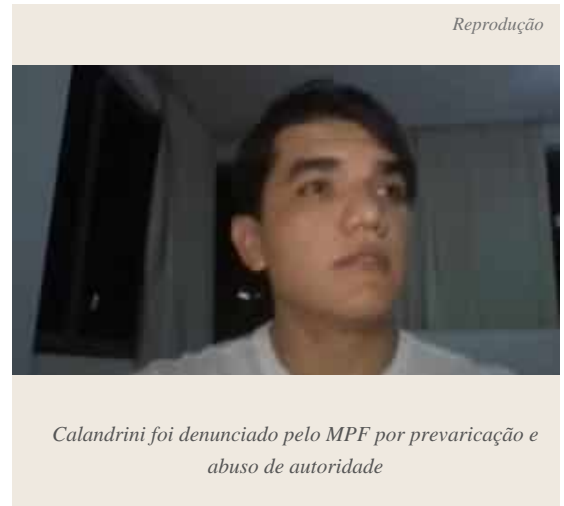 Reprodução
Calandrini foi denunciado pelo MPF por prevaricação e
abuso de autoridade